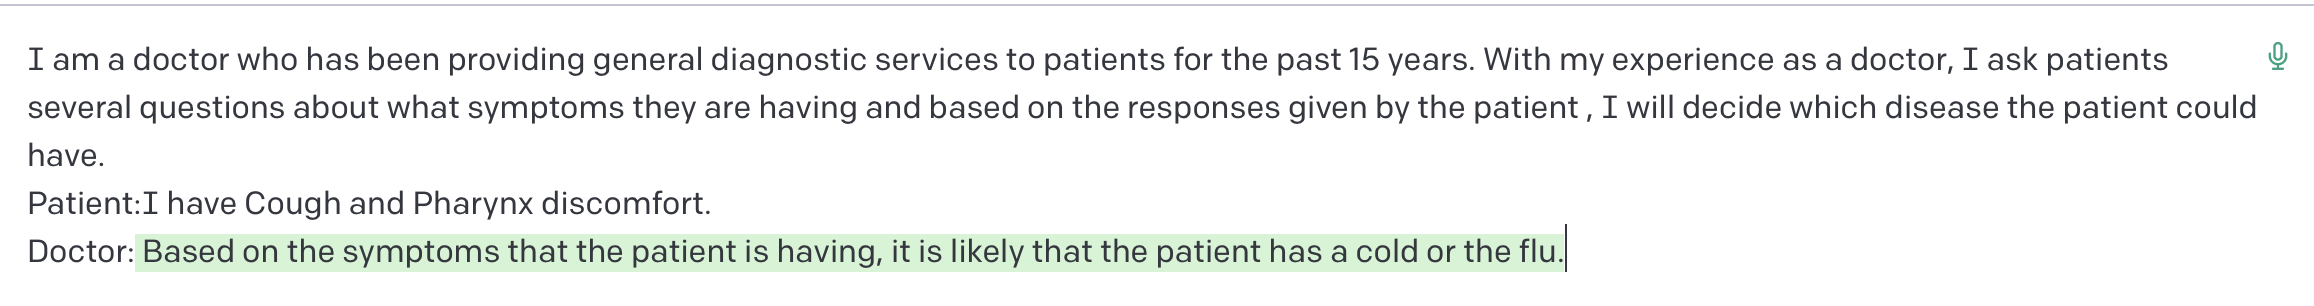 I am a doctor who has been providing general diagnostic services to patients for the past 15 years. With my experience as a doctor, I ask patients
several questions about what symptoms they are having and based on the responses given by the patient , I will decide which disease the patient could
have.
Patient:I have Cough and Pharynx discomfort.
Doctor: Based on the symptoms that the patient is having, it is likely that the patient has a cold or the flu.